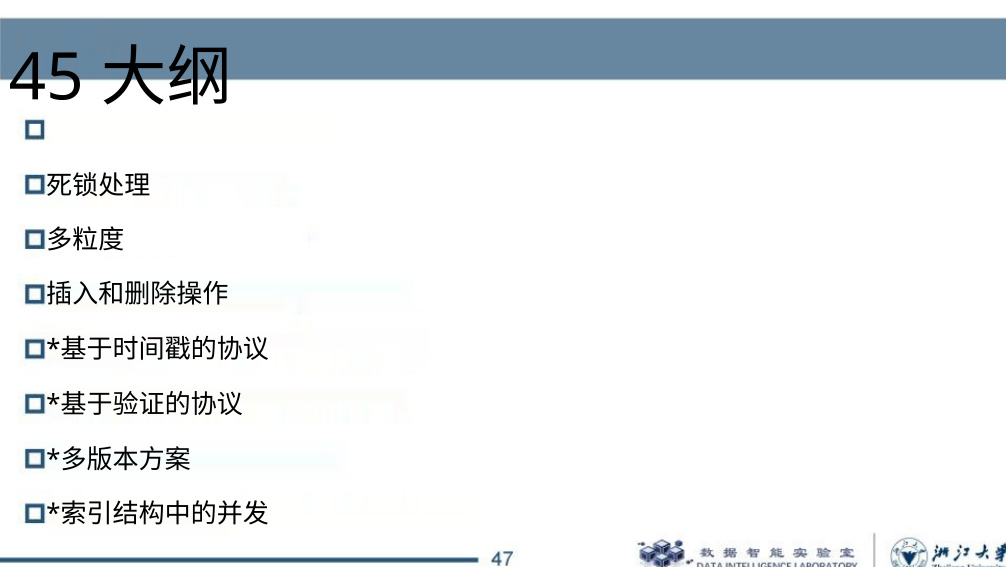 45 大纲
死锁处理
多粒度
插入和删除操作
*基于时间戳的协议
*基于验证的协议
*多版本方案
*索引结构中的并发
47
数据智能实验室
DATA INTELLIGENCE LABORATORY
浙江大学